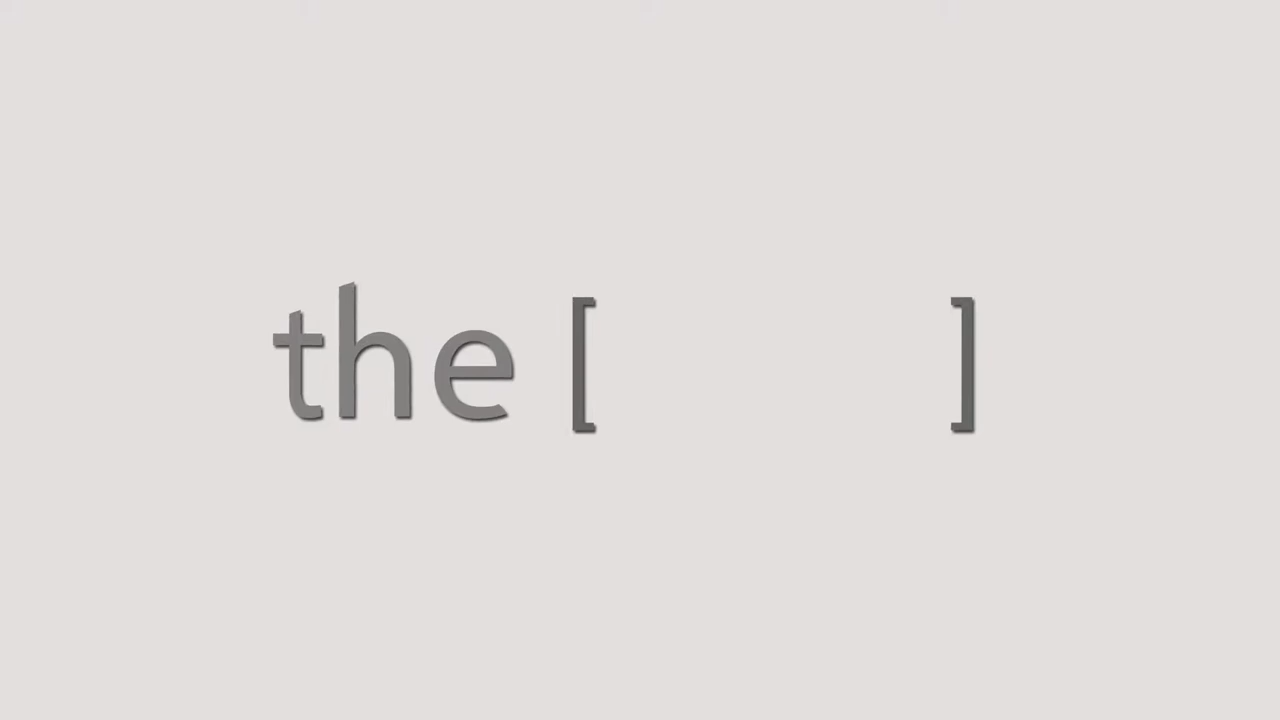 the [ ]